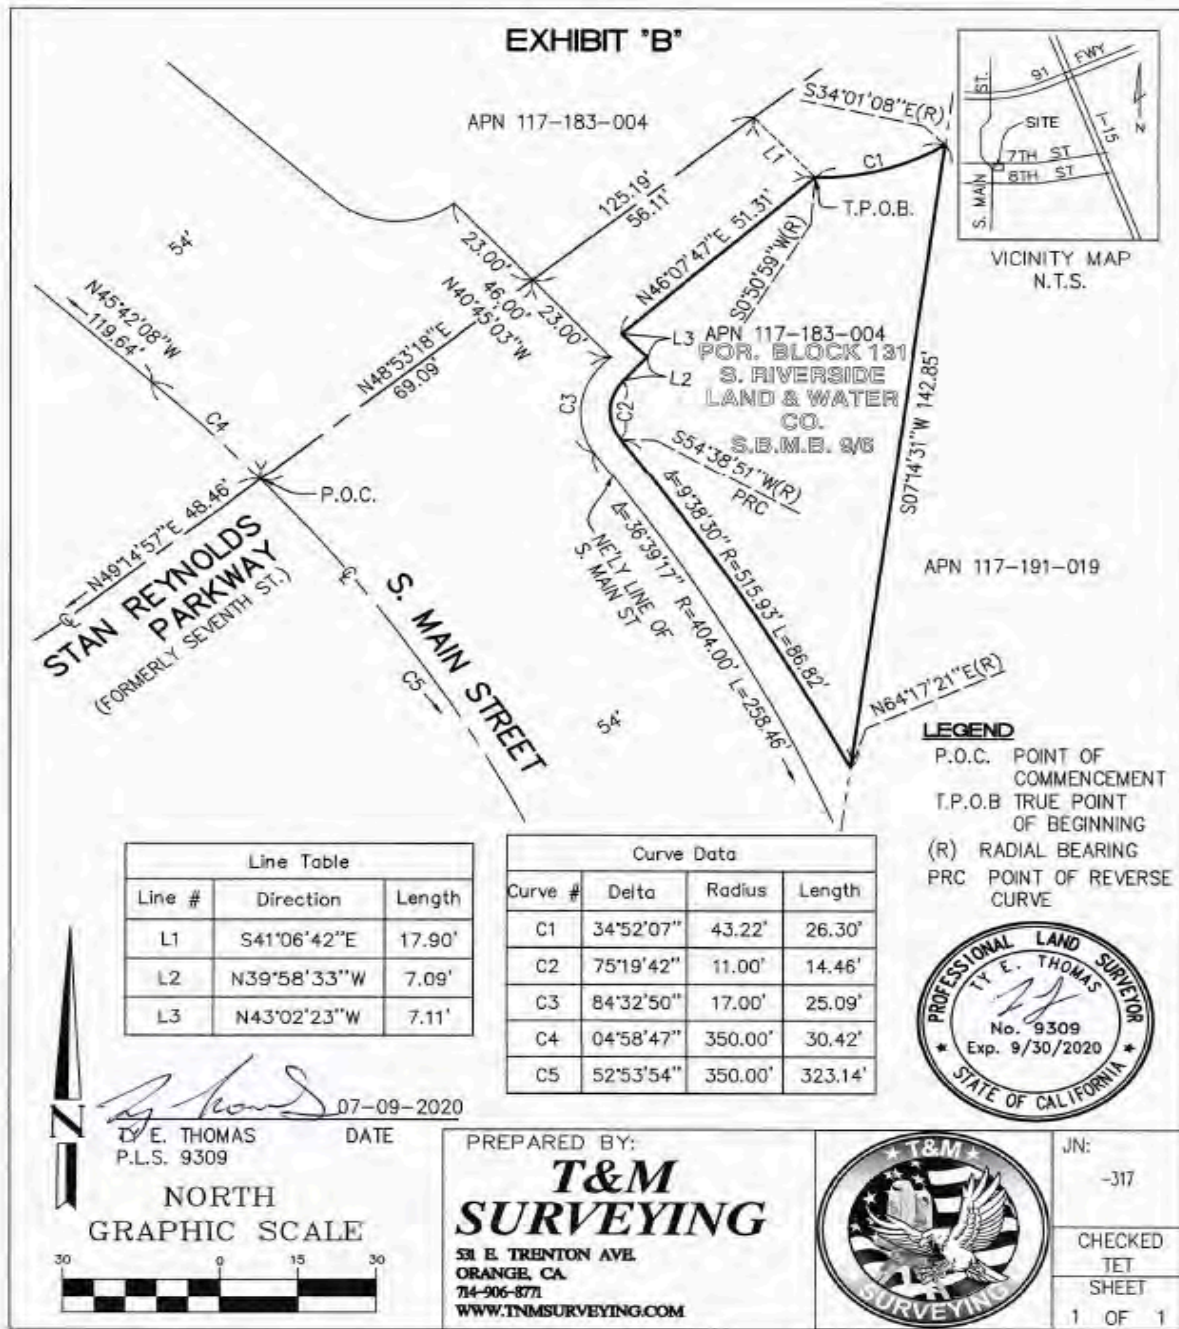 EXHIBIT "B"
APN 117-183-004
S34°01'08"E(R)
L1
C1
T.P.O.B.
125.19'
56.11'
N46°07'47"E 51.31'
S0°50'59"W(R)
23.00'
46.00'
23.00'
N40°45'03"W
54'
N45°42'08"W
119.64'
N48°53'18"E
69.09'
C4
L3
L2
C3
C2
APN 117-183-004
POR. BLOCK 131
S. RIVERSIDE
LAND & WATER
CO.
S.B.M.B. 9/6
S07°14'31"W 142.85'
S54°38'51"W(R)
PRC
P.O.C.
N49°14'57"E 48.46'
STAN REYNOLDS
PARKWAY
(FORMERLY SEVENTH ST.)
S. MAIN STREET
C5
NE'LY LINE OF
S. MAIN ST
Δ=36°39'17" R=404.00' L=258.46'
Δ=9°38'30" R=515.93' L=86.82'
54'
APN 117-191-019
N64°17'21"E(R)
91 FWY
ST.
I-15
SITE
N
7TH ST
8TH ST
S. MAIN
VICINITY MAP
N.T.S.
LEGEND
P.O.C. POINT OF
COMMENCEMENT
T.P.O.B TRUE POINT
OF BEGINNING
(R) RADIAL BEARING
PRC POINT OF REVERSE
CURVE
Line Table
Line # Direction Length
L1 S41°06'42"E 17.90'
L2 N39°58'33"W 7.09'
L3 N43°02'23"W 7.11'
Curve Data
Curve # Delta Radius Length
C1 34°52'07" 43.22' 26.30'
C2 75°19'42" 11.00' 14.46'
C3 84°32'50" 17.00' 25.09'
C4 04°58'47" 350.00' 30.42'
C5 52°53'54" 350.00' 323.14'
PROFESSIONAL LAND SURVEYOR
TY E. THOMAS
No. 9309
Exp. 9/30/2020
STATE OF CALIFORNIA
07-09-2020
TY E. THOMAS DATE
P.L.S. 9309
N
NORTH
GRAPHIC SCALE
30 0 15 30
PREPARED BY:
T&M
SURVEYING
531 E. TRENTON AVE.
ORANGE, CA.
714-906-8771
WWW.TNMSURVEYING.COM
T&M
SURVEYING
JN:
-317
CHECKED
TET
SHEET
1 OF 1